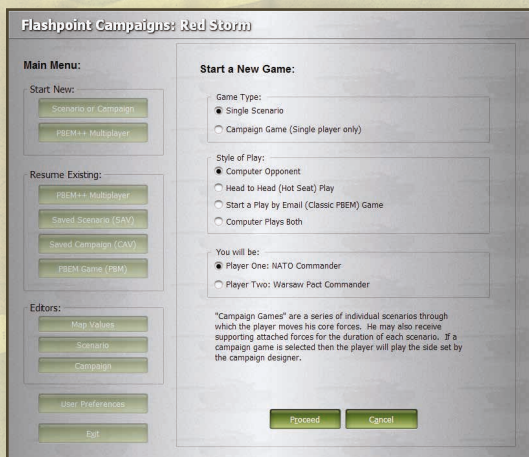 Flashpoint Campaigns: Red Storm
Main Menu:
Start New:
Scenario or Campaign
PBEM++ Multiplayer
Resume Existing:
PBEM++ Multiplayer
Saved Scenario (SAV)
Saved Campaign (CAV)
PBEM Game (PBM)
Editors:
Map Values
Scenario
Campaign
User Preferences
Exit
Start a New Game:
Game Type:
Single Scenario
Campaign Game (Single player only)
Style of Play:
Computer Opponent
Head to Head (Hot Seat) Play
Start a Play by Email (Classic PBEM) Game
Computer Plays Both
You will be:
Player One: NATO Commander
Player Two: Warsaw Pact Commander
"Campaign Games" are a series of individual scenarios through
which the player moves his core forces. He may also receive
supporting attached forces for the duration of each scenario. If a
campaign game is selected then the player will play the side set by
the campaign designer.
Proceed
Cancel